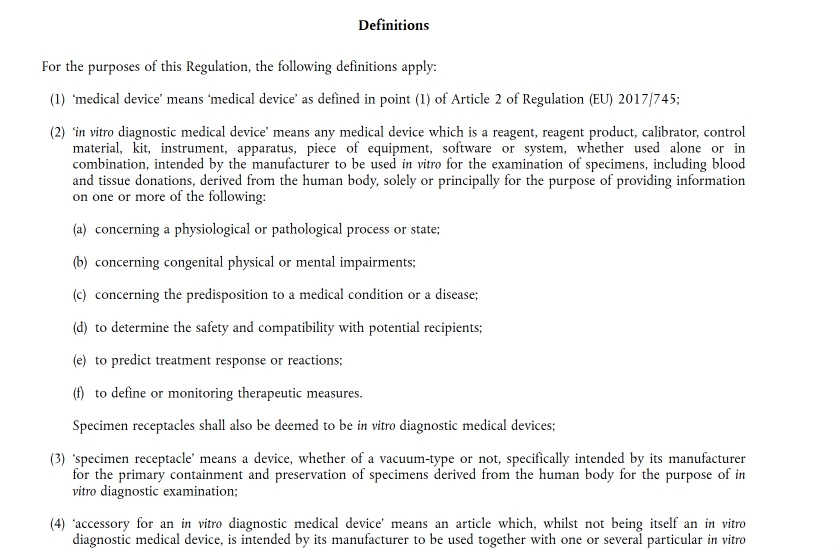 Definitions
For the purposes of this Regulation, the following definitions apply:
(1) ‘medical device’ means ‘medical device’ as defined in point (1) of Article 2 of Regulation (EU) 2017/745;
(2) ‘in vitro diagnostic medical device’ means any medical device which is a reagent, reagent product, calibrator, control
material, kit, instrument, apparatus, piece of equipment, software or system, whether used alone or in
combination, intended by the manufacturer to be used in vitro for the examination of specimens, including blood
and tissue donations, derived from the human body, solely or principally for the purpose of providing information
on one or more of the following:
(a) concerning a physiological or pathological process or state;
(b) concerning congenital physical or mental impairments;
(c) concerning the predisposition to a medical condition or a disease;
(d) to determine the safety and compatibility with potential recipients;
(e) to predict treatment response or reactions;
(f) to define or monitoring therapeutic measures.
Specimen receptacles shall also be deemed to be in vitro diagnostic medical devices;
(3) ‘specimen receptacle’ means a device, whether of a vacuum-type or not, specifically intended by its manufacturer
for the primary containment and preservation of specimens derived from the human body for the purpose of in
vitro diagnostic examination;
(4) ‘accessory for an in vitro diagnostic medical device’ means an article which, whilst not being itself an in vitro
diagnostic medical device, is intended by its manufacturer to be used together with one or several particular in vitro